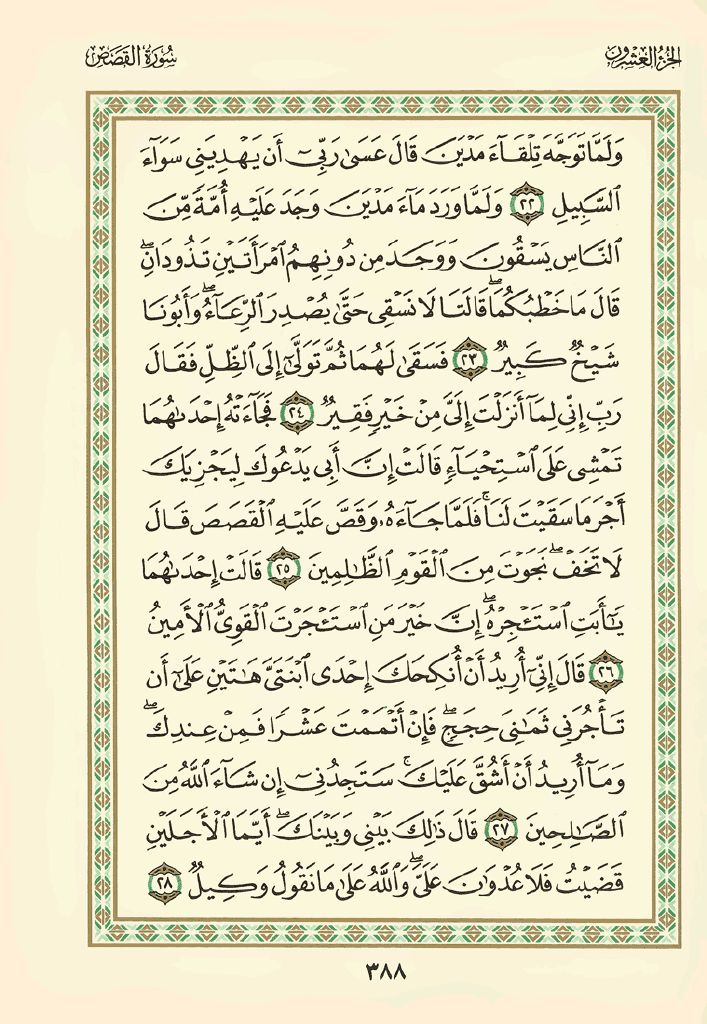 الجزء العشرون
سورة القصص
وَلَمَّا تَوَجَّهَ تِلْقَآءَ مَدْيَنَ قَالَ عَسَىٰ رَبِّىٓ أَن يَهْدِيَنِى سَوَآءَ
ٱلسَّبِيلِ ٢٢ وَلَمَّا وَرَدَ مَآءَ مَدْيَنَ وَجَدَ عَلَيْهِ أُمَّةً مِّنَ
ٱلنَّاسِ يَسْقُونَ وَوَجَدَ مِن دُونِهِمُ ٱمْرَأَتَيْنِ تَذُودَانِ ۖ
قَالَ مَا خَطْبُكُمَا ۖ قَالَتَا لَا نَسْقِى حَتَّىٰ يُصْدِرَ ٱلرِّعَآءُ ۖ وَأَبُونَا
شَيْخٌ كَبِيرٌ ٢٣ فَسَقَىٰ لَهُمَا ثُمَّ تَوَلَّىٰٓ إِلَى ٱلظِّلِّ فَقَالَ
رَبِّ إِنِّى لِمَآ أَنزَلْتَ إِلَىَّ مِنْ خَيْرٍ فَقِيرٌ ٢٤ فَجَآءَتْهُ إِحْدَىٰهُمَا
تَمْشِى عَلَى ٱسْتِحْيَآءٍ قَالَتْ إِنَّ أَبِى يَدْعُوكَ لِيَجْزِيَكَ
أَجْرَ مَا سَقَيْتَ لَنَا ۚ فَلَمَّا جَآءَهُۥ وَقَصَّ عَلَيْهِ ٱلْقَصَصَ قَالَ
لَا تَخَفْ ۖ نَجَوْتَ مِنَ ٱلْقَوْمِ ٱلظَّٰلِمِينَ ٢٥ قَالَتْ إِحْدَىٰهُمَا
يَٰٓأَبَتِ ٱسْتَـْٔجِرْهُ ۖ إِنَّ خَيْرَ مَنِ ٱسْتَـْٔجَرْتَ ٱلْقَوِىُّ ٱلْأَمِينُ
٢٦ قَالَ إِنِّىٓ أُرِيدُ أَنْ أُنكِحَكَ إِحْدَى ٱبْنَتَىَّ هَٰتَيْنِ عَلَىٰٓ أَن
تَأْجُرَنِى ثَمَٰنِىَ حِجَجٍ ۖ فَإِنْ أَتْمَمْتَ عَشْرًا فَمِنْ عِندِكَ ۖ
وَمَآ أُرِيدُ أَنْ أَشُقَّ عَلَيْكَ ۚ سَتَجِدُنِىٓ إِن شَآءَ ٱللَّهُ مِنَ
ٱلصَّٰلِحِينَ ٢٧ قَالَ ذَٰلِكَ بَيْنِى وَبَيْنَكَ ۖ أَيَّمَا ٱلْأَجَلَيْنِ
قَضَيْتُ فَلَا عُدْوَٰنَ عَلَىَّ ۖ وَٱللَّهُ عَلَىٰ مَا نَقُولُ وَكِيلٌ ٢٨
٣٨٨